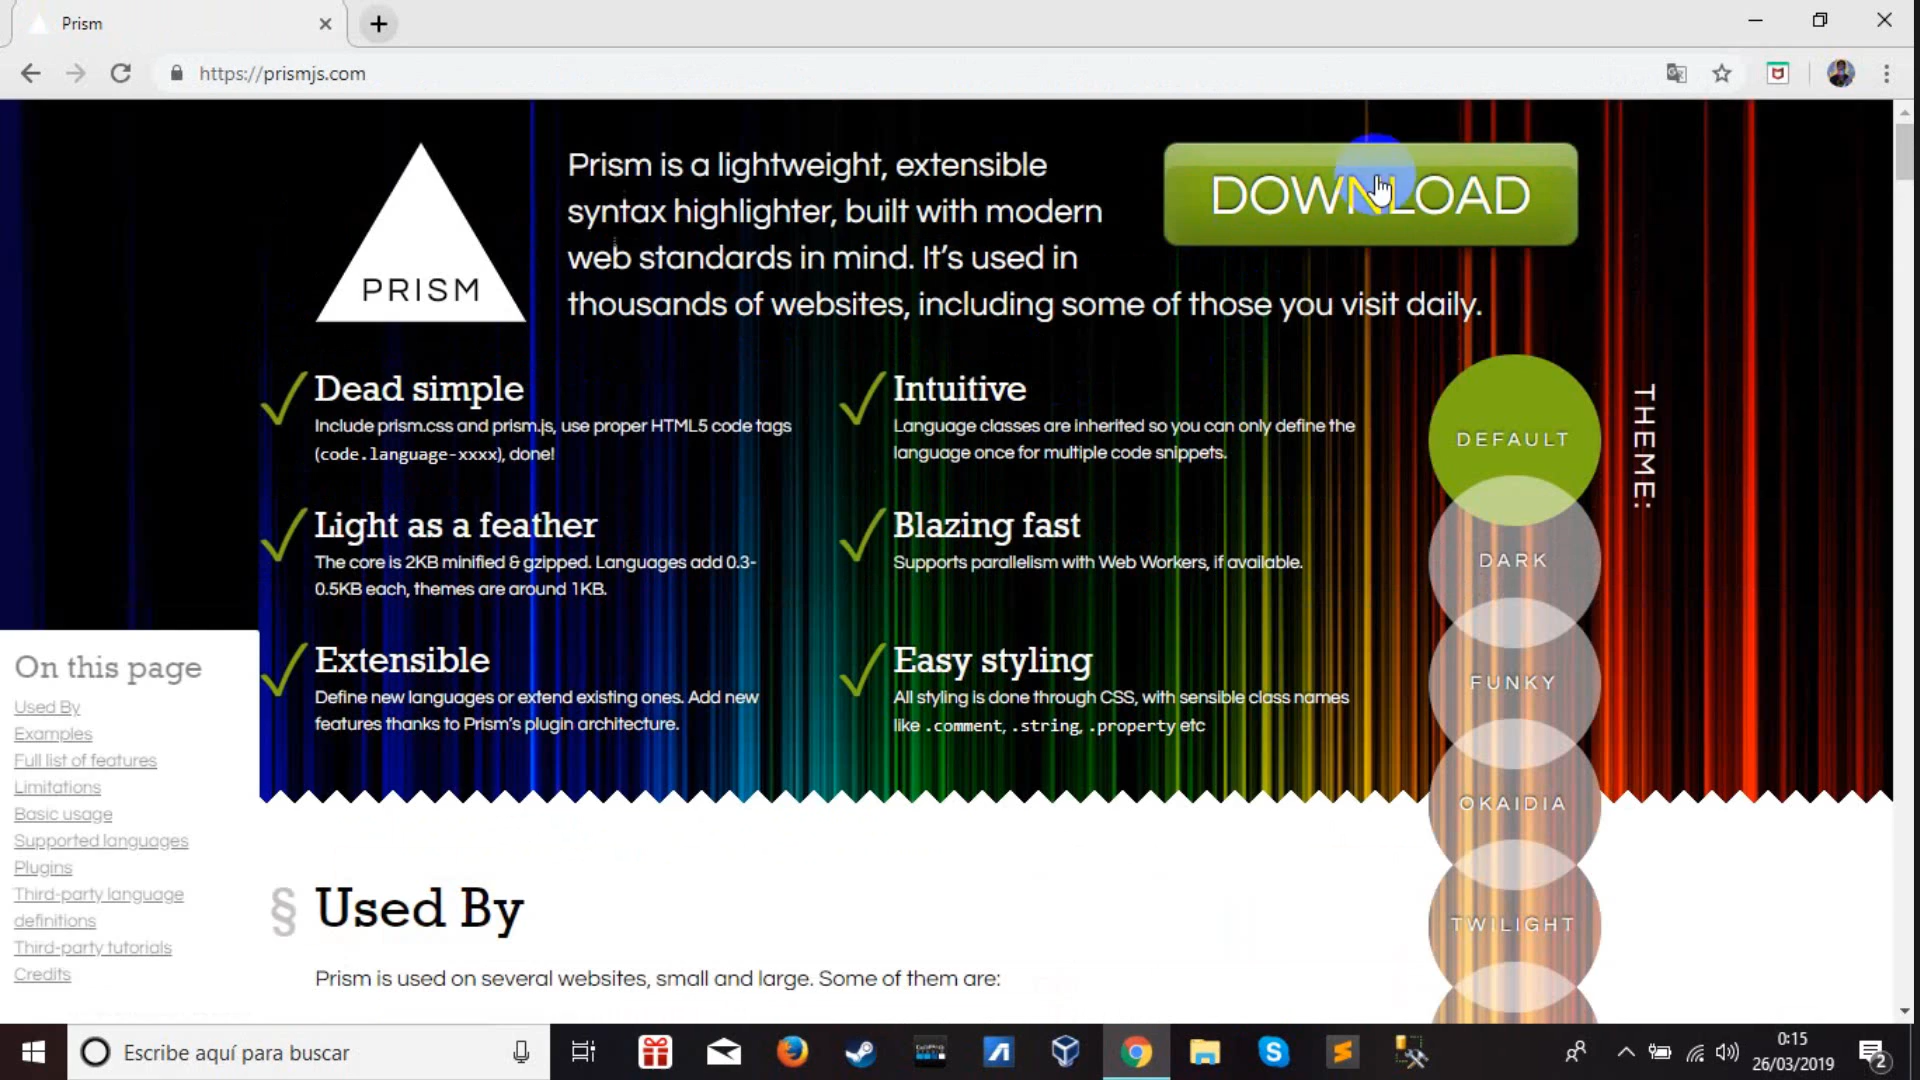 Prism
https://prismjs.com
PRISM
Prism is a lightweight, extensible
syntax highlighter, built with modern
web standards in mind. It’s used in
thousands of websites, including some of those you visit daily.
DOWNLOAD
Dead simple
Include prism.css and prism.js, use proper HTML5 code tags
(code.language-xxxx), done!
Intuitive
Language classes are inherited so you can only define the
language once for multiple code snippets.
Light as a feather
The core is 2KB minified & gzipped. Languages add 0.3-
0.5KB each, themes are around 1KB.
Blazing fast
Supports parallelism with Web Workers, if available.
Extensible
Define new languages or extend existing ones. Add new
features thanks to Prism’s plugin architecture.
Easy styling
All styling is done through CSS, with sensible class names
like .comment, .string, .property etc
THEME:
DEFAULT
DARK
FUNKY
OKAIDIA
TWILIGHT
On this page
Used By
Examples
Full list of features
Limitations
Basic usage
Supported languages
Plugins
Third-party language
definitions
Third-party tutorials
Credits
§ Used By
Prism is used on several websites, small and large. Some of them are:
Escribe aquí para buscar
0:15
26/03/2019
2